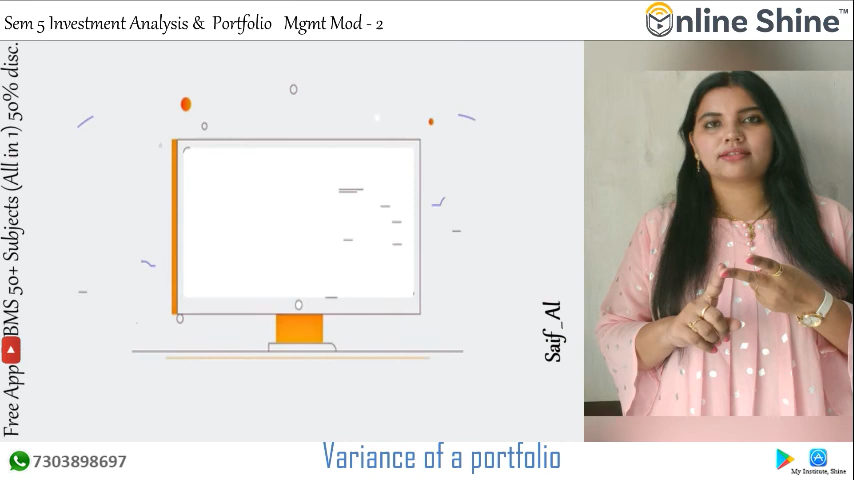 Sem 5 Investment Analysis & Portfolio Mgmt Mod - 2
Online Shine™
Free App BMS 50+ Subjects (All in 1) 50% disc.
Saif_Al
7303898697
Variance of a portfolio
My Institute, Shine